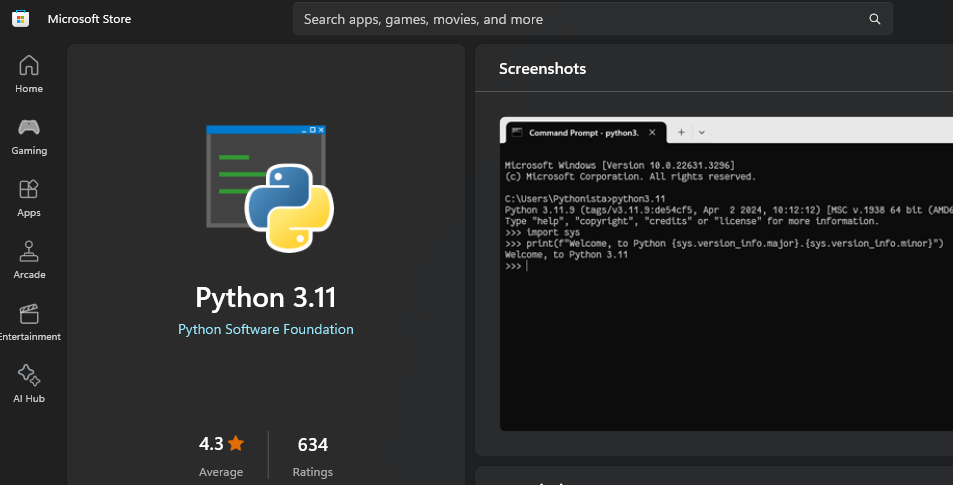 Microsoft Store
Search apps, games, movies, and more
Home
Gaming
Apps
Arcade
Entertainment
AI Hub
Python 3.11
Python Software Foundation
4.3
Average
634
Ratings
Screenshots
Command Prompt - python3.
Microsoft Windows [Version 10.0.22631.3296]
(c) Microsoft Corporation. All rights reserved.
C:\Users\Pythonista>python3.11
Python 3.11.9 (tags/v3.11.9:de54cf5, Apr  2 2024, 10:12:12) [MSC v.1938 64 bit (AMD6
Type "help", "copyright", "credits" or "license" for more information.
>>> import sys
>>> print(f"Welcome, to Python {sys.version_info.major}.{sys.version_info.minor}")
Welcome, to Python 3.11
>>>